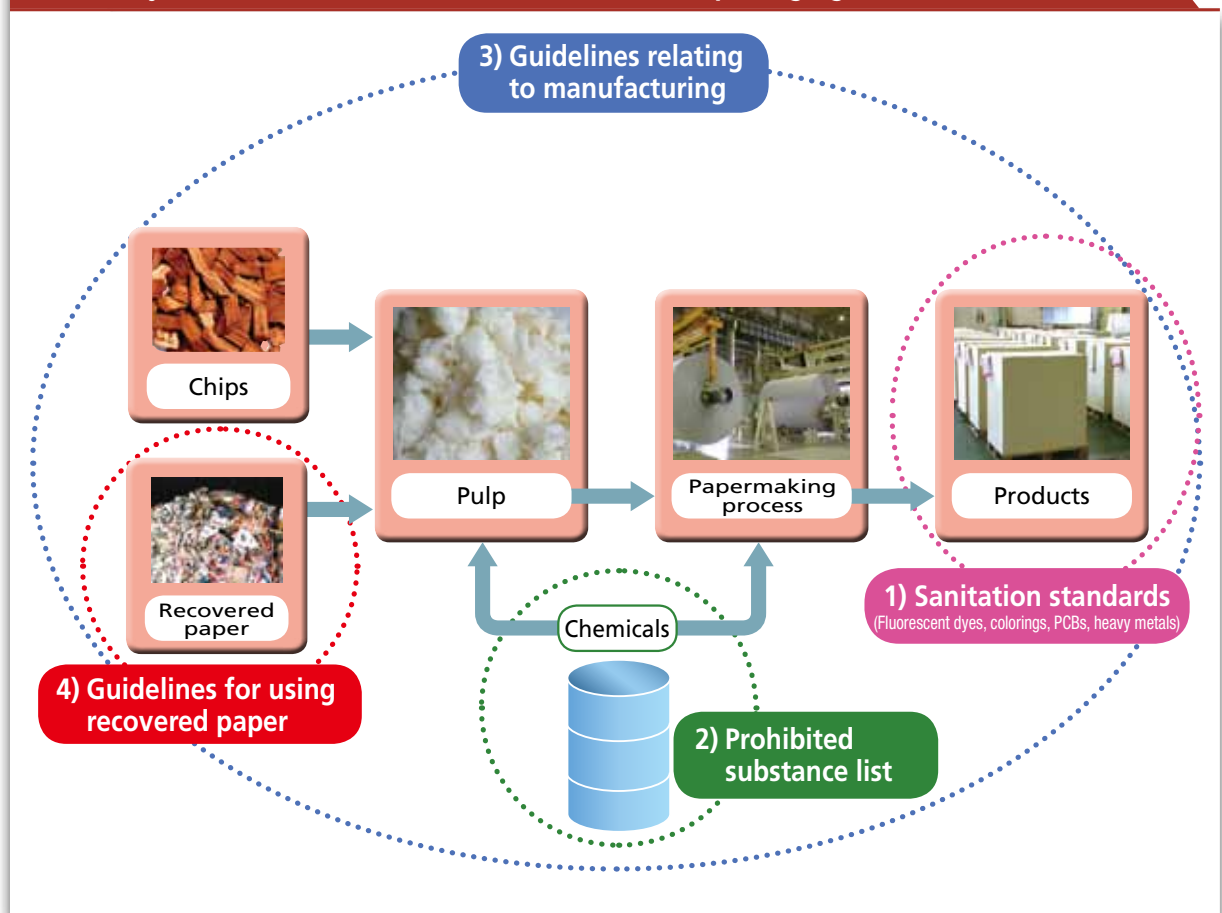 3) Guidelines relating
to manufacturing
Chips
Pulp
Papermaking
process
Products
Recovered
paper
Chemicals
1) Sanitation standards
(Fluorescent dyes, colorings, PCBs, heavy metals)
4) Guidelines for using
recovered paper
2) Prohibited
substance list